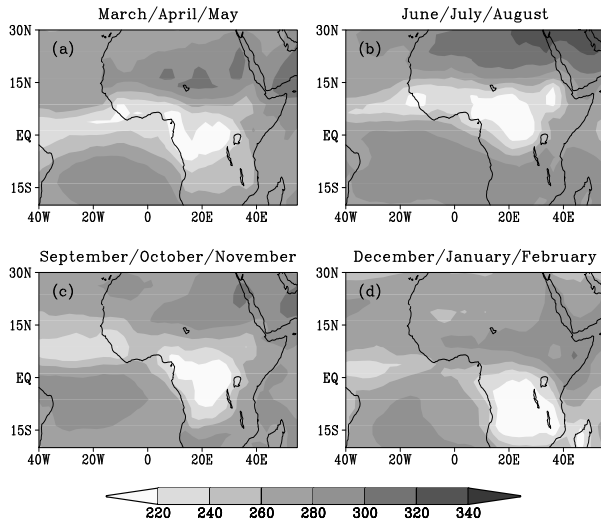 March/April/May
June/July/August
30N
(a)
15N
EQ
15S
40W 20W 0 20E 40E
30N
(b)
15N
EQ
15S
40W 20W 0 20E 40E
September/October/November
December/January/February
30N
(c)
15N
EQ
15S
40W 20W 0 20E 40E
30N
(d)
15N
EQ
15S
40W 20W 0 20E 40E
220 240 260 280 300 320 340